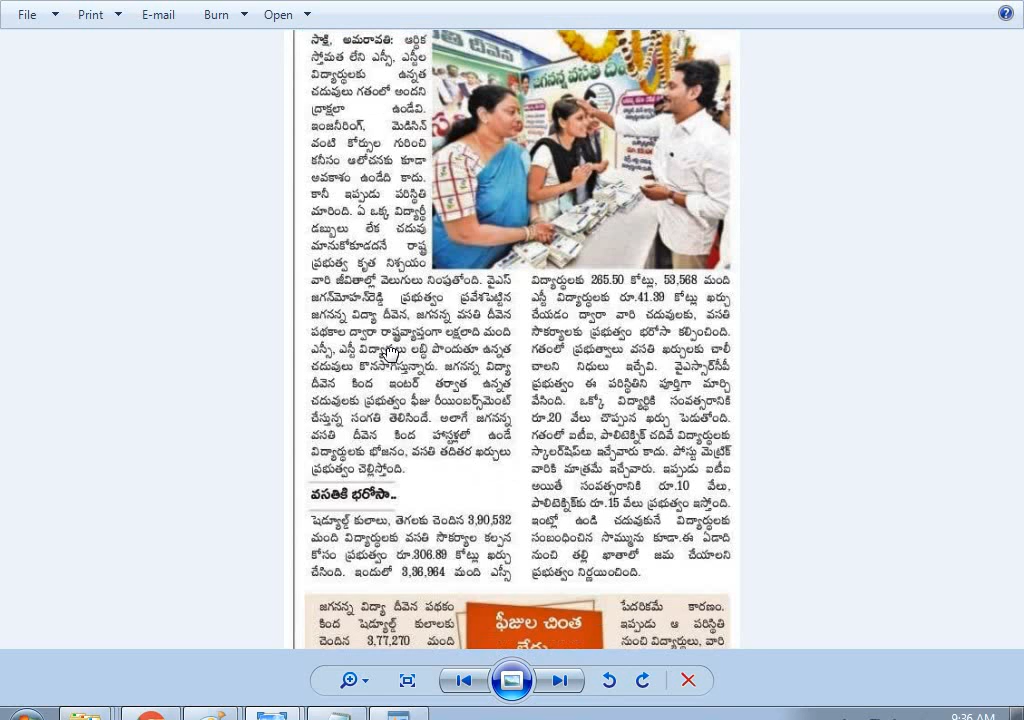 File
Print
E-mail
Burn
Open
సాక్షి, అమరావతి: ఆర్థిక
స్తోమత లేని ఎస్సీ, ఎస్టీల
విద్యార్థులకు ఉన్నత
చదువులు గతంలో అందని
ద్రాక్షలా ఉండేవి.
ఇంజనీరింగ్, మెడిసిన్
వంటి కోర్సుల గురించి
కనీసం ఆలోచనకు కూడా
అవకాశం ఉండేది కాదు.
కానీ ఇప్పుడు పరిస్థితి
మారింది. ఏ ఒక్క విద్యార్థీ
డబ్బులు లేక చదువు
మానుకోకూడదనే రాష్ట్ర
ప్రభుత్వ కృత నిశ్చయం
వారి జీవితాల్లో వెలుగులు నింపుతోంది. వైఎస్
జగన్‌మోహన్‌రెడ్డి ప్రభుత్వం ప్రవేశపెట్టిన
జగనన్న విద్యా దీవెన, జగనన్న వసతి దీవెన
పథకాల ద్వారా రాష్ట్రవ్యాప్తంగా లక్షలాది మంది
ఎస్సీ, ఎస్టీ విద్యార్థులు లబ్ధి పొందుతూ ఉన్నత
చదువులు కొనసాగిస్తున్నారు. జగనన్న విద్యా
దీవెన కింద ఇంటర్ తర్వాత ఉన్నత
చదువులకు ప్రభుత్వం ఫీజు రీయింబర్స్‌మెంట్
చేస్తున్న సంగతి తెలిసిందే. అలాగే జగనన్న
వసతి దీవెన కింద హాస్టళ్లలో ఉండే
విద్యార్థులకు భోజనం, వసతి తదితర ఖర్చులు
ప్రభుత్వం చెల్లిస్తోంది.
వసతికి భరోసా..
షెడ్యూల్డ్ కులాలు, తెగలకు చెందిన 3,90,532
మంది విద్యార్థులకు వసతి సౌకర్యాల కల్పన
కోసం ప్రభుత్వం రూ.306.89 కోట్లు ఖర్చు
చేసింది. ఇందులో 3,36,964 మంది ఎస్సీ
విద్యార్థులకు 265.50 కోట్లు, 53,568 మంది
ఎస్టీ విద్యార్థులకు రూ.41.39 కోట్లు ఖర్చు
చేయడం ద్వారా వారి చదువులకు, వసతి
సౌకర్యాలకు ప్రభుత్వం భరోసా కల్పించింది.
గతంలో ప్రభుత్వాలు వసతి ఖర్చులకు చాలీ
చాలని నిధులు ఇచ్చేవి. వైఎస్సార్‌సీపీ
ప్రభుత్వం ఈ పరిస్థితిని పూర్తిగా మార్చి
వేసింది. ఒక్కో విద్యార్థికి సంవత్సరానికి
రూ.20 వేలు చొప్పున ఖర్చు పెడుతోంది.
గతంలో ఐటీఐ, పాలిటెక్నిక్ చదివే విద్యార్థులకు
స్కాలర్‌షిప్‌లు ఇచ్చేవారు కాదు. పోస్టు మెట్రిక్
వారికి మాత్రమే ఇచ్చేవారు. ఇప్పుడు ఐటీఐ
అయితే సంవత్సరానికి రూ.10 వేలు,
పాలిటెక్నిక్‌కు రూ.15 వేలు ప్రభుత్వం ఇస్తోంది.
ఇంట్లో ఉండి చదువుకునే విద్యార్థులకు
సంబంధించిన సొమ్మును కూడా.ఈ ఏడాది
నుంచి తల్లి ఖాతాలో జమ చేయాలని
ప్రభుత్వం నిర్ణయించింది.
జగనన్న విద్యా దీవెన పథకం
కింద షెడ్యూల్డ్ కులాలకు
చెందిన 3,77,270 మంది
ఫీజుల చింత
లేదు
పేదరికమే కారణం.
ఇప్పుడు ఆ పరిస్థితి
నుంచి విద్యార్థులు, వారి
9:36 AM